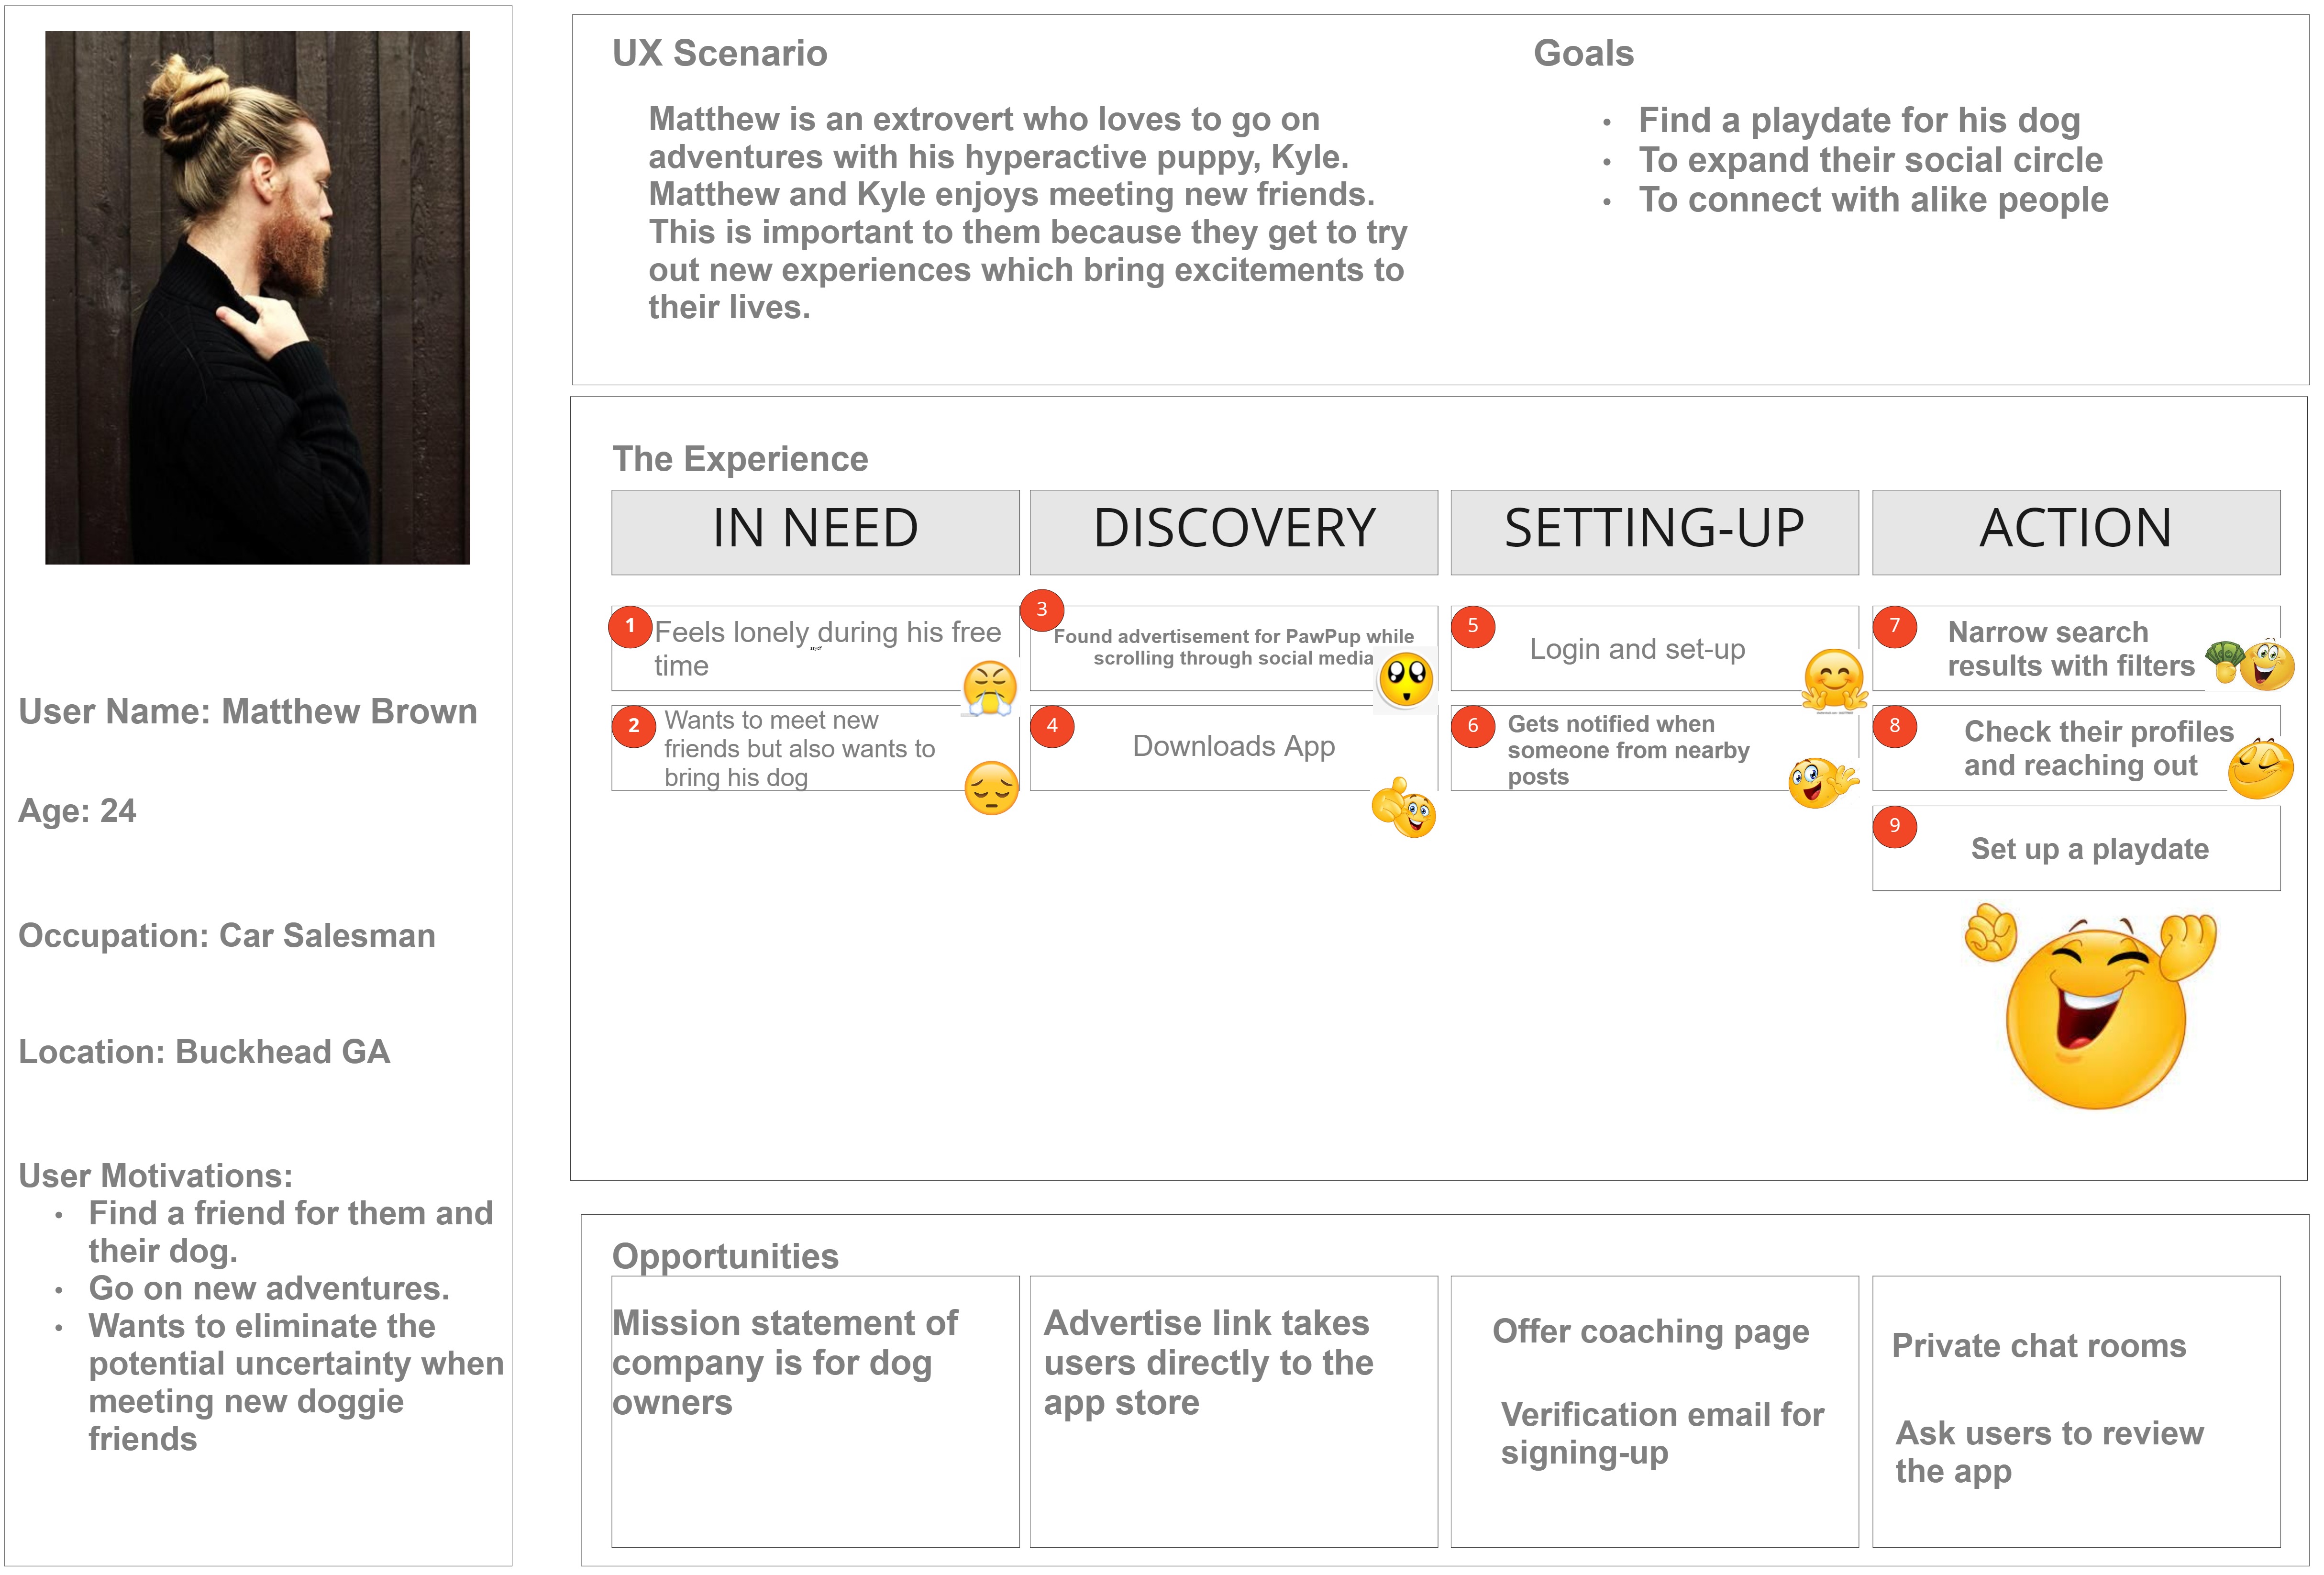 User Name: Matthew Brown
Age: 24
Occupation: Car Salesman
Location: Buckhead GA
User Motivations:
• Find a friend for them and
their dog.
• Go on new adventures.
• Wants to eliminate the
potential uncertainty when
meeting new doggie
friends
UX Scenario
Matthew is an extrovert who loves to go on
adventures with his hyperactive puppy, Kyle.
Matthew and Kyle enjoys meeting new friends.
This is important to them because they get to try
out new experiences which bring excitements to
their lives.
Goals
• Find a playdate for his dog
• To expand their social circle
• To connect with alike people
The Experience
IN NEED
1
Feels lonely during his free
time
2
Wants to meet new
friends but also wants to
bring his dog
DISCOVERY
3
Found advertisement for PawPup while
scrolling through social media
4
Downloads App
SETTING-UP
5
Login and set-up
6
Gets notified when
someone from nearby
posts
ACTION
7
Narrow search
results with filters
8
Check their profiles
and reaching out
9
Set up a playdate
Opportunities
Mission statement of
company is for dog
owners
Advertise link takes
users directly to the
app store
Offer coaching page
Verification email for
signing-up
Private chat rooms
Ask users to review
the app